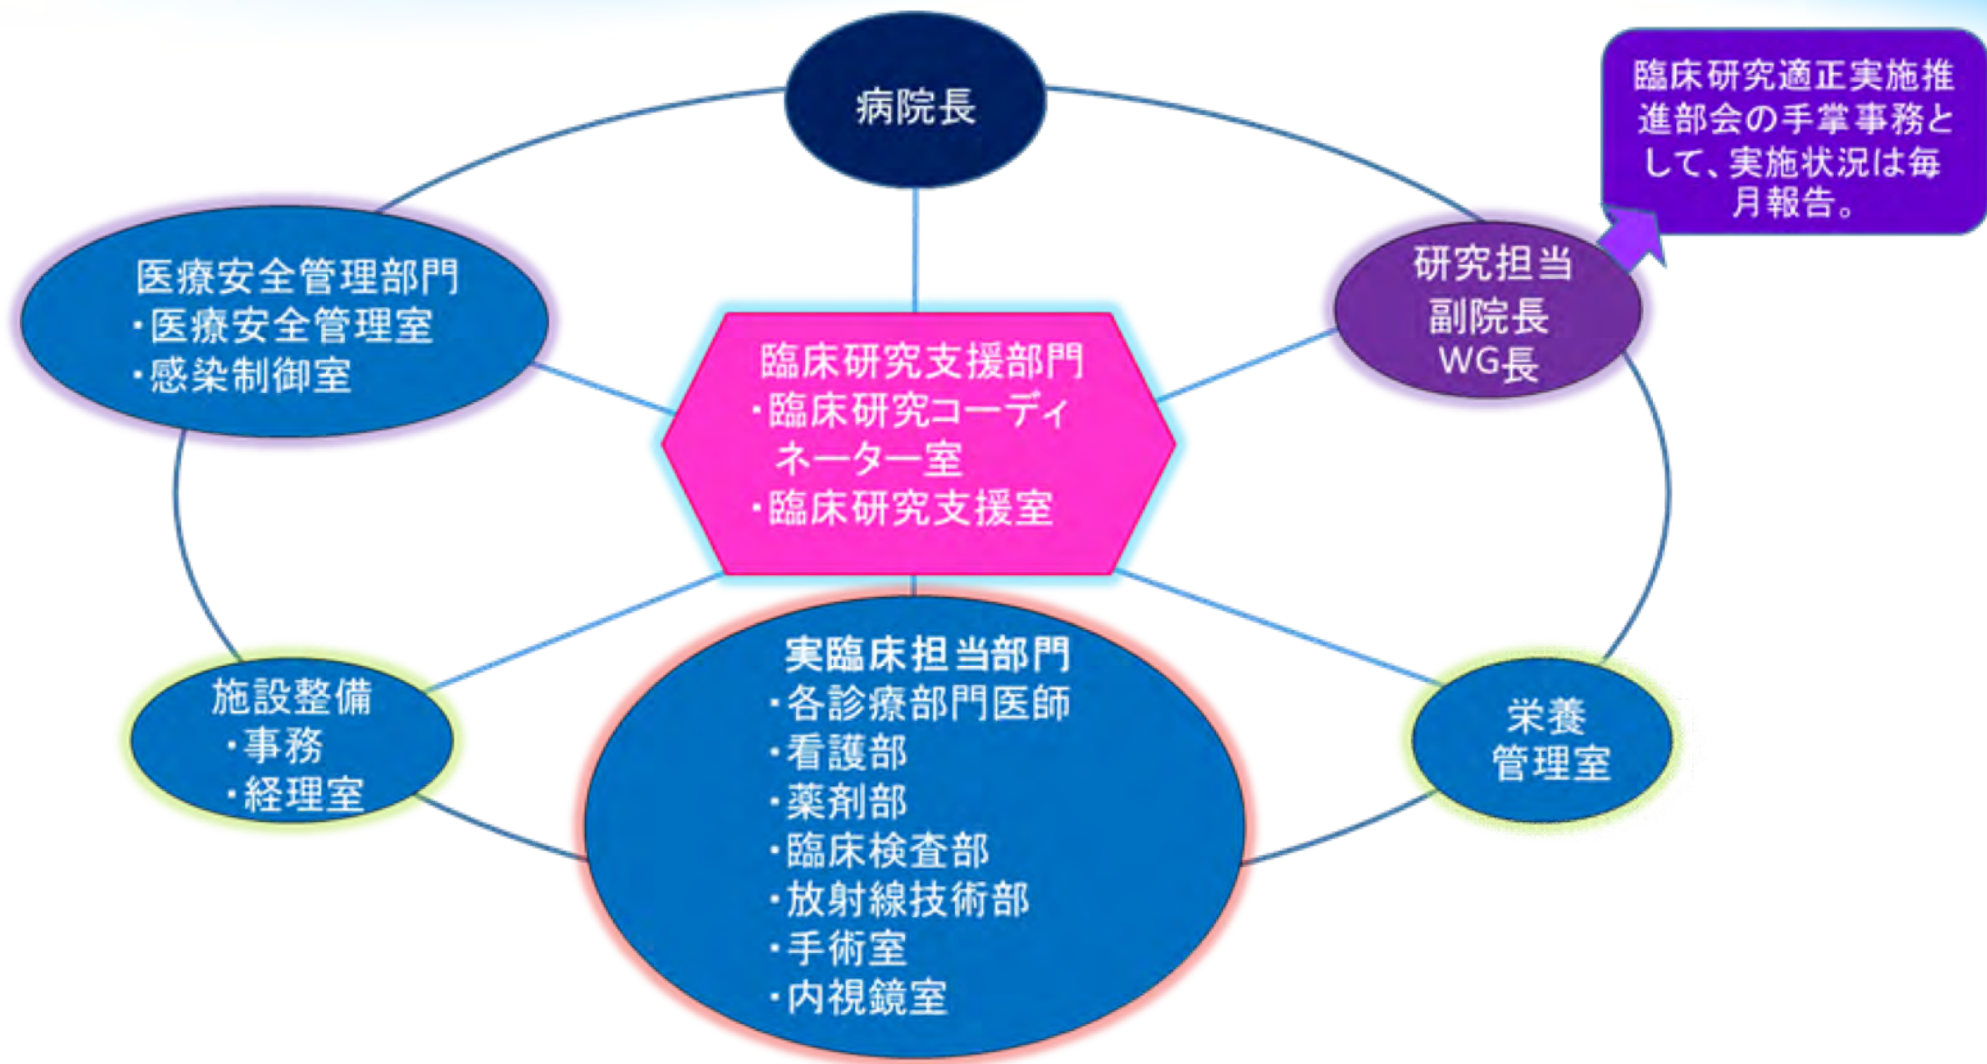 病院長
臨床研究適正実施推
進部会の手掌事務と
して、実施状況は毎
月報告。
医療安全管理部門
・医療安全管理室
・感染制御室
研究担当
副院長
WG長
臨床研究支援部門
・臨床研究コーディ
ネーター室
・臨床研究支援室
施設整備
・事務
・経理室
実臨床担当部門
・各診療部門医師
・看護部
・薬剤部
・臨床検査部
・放射線技術部
・手術室
・内視鏡室
栄養
管理室